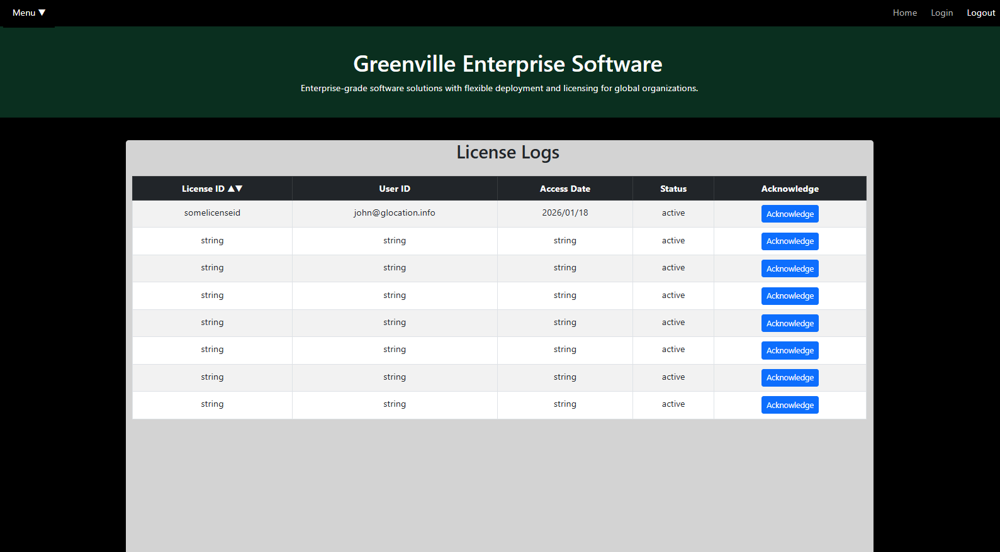 Menu ▼ Home Login Logout
Greenville Enterprise Software
Enterprise-grade software solutions with flexible deployment and licensing for global organizations.
License Logs
License ID ▲▼ User ID Access Date Status Acknowledge
somelicenseid john@glocation.info 2026/01/18 active Acknowledge
string string string active Acknowledge
string string string active Acknowledge
string string string active Acknowledge
string string string active Acknowledge
string string string active Acknowledge
string string string active Acknowledge
string string string active Acknowledge